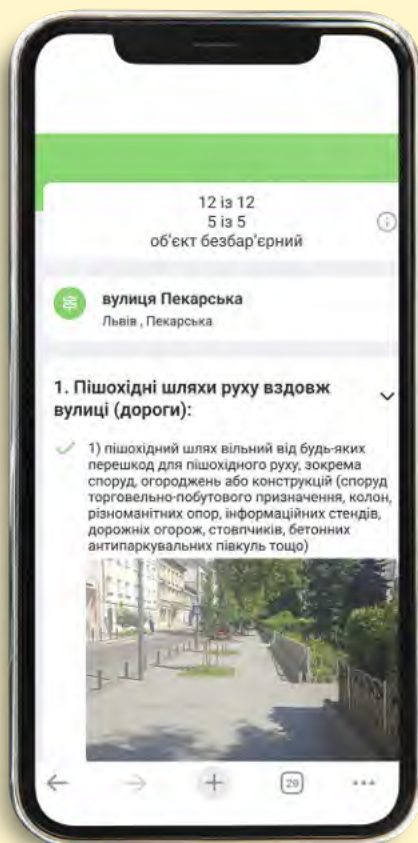 12 із 12
5 із 5
об'єкт безбар'єрний
вулиця Пекарська
Львів , Пекарська
1. Пішохідні шляхи руху вздовж
вулиці (дороги):
1) пішохідний шлях вільний від будь-яких
перешкод для пішохідного руху, зокрема
споруд, огороджень або конструкцій (споруд
торговельно-побутового призначення, колон,
різноманітних опор, інформаційних стендів,
дорожніх огорож, стовпчиків, бетонних
антипаркувальних півкуль тощо)
29